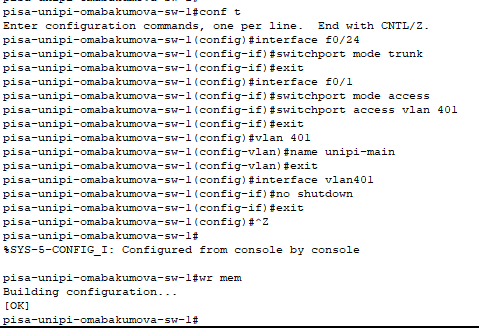 pisa-unipi-omabakumova-sw-1#conf t
Enter configuration commands, one per line.  End with CNTL/Z.
pisa-unipi-omabakumova-sw-1(config)#interface f0/24
pisa-unipi-omabakumova-sw-1(config-if)#switchport mode trunk
pisa-unipi-omabakumova-sw-1(config-if)#exit
pisa-unipi-omabakumova-sw-1(config)#interface f0/1
pisa-unipi-omabakumova-sw-1(config-if)#switchport mode access
pisa-unipi-omabakumova-sw-1(config-if)#switchport access vlan 401
pisa-unipi-omabakumova-sw-1(config-if)#exit
pisa-unipi-omabakumova-sw-1(config)#vlan 401
pisa-unipi-omabakumova-sw-1(config-vlan)#name unipi-main
pisa-unipi-omabakumova-sw-1(config-vlan)#exit
pisa-unipi-omabakumova-sw-1(config)#interface vlan401
pisa-unipi-omabakumova-sw-1(config-if)#no shutdown
pisa-unipi-omabakumova-sw-1(config-if)#exit
pisa-unipi-omabakumova-sw-1(config)#^Z
pisa-unipi-omabakumova-sw-1#
%SYS-5-CONFIG_I: Configured from console by console
pisa-unipi-omabakumova-sw-1#wr mem
Building configuration...
[OK]
pisa-unipi-omabakumova-sw-1#